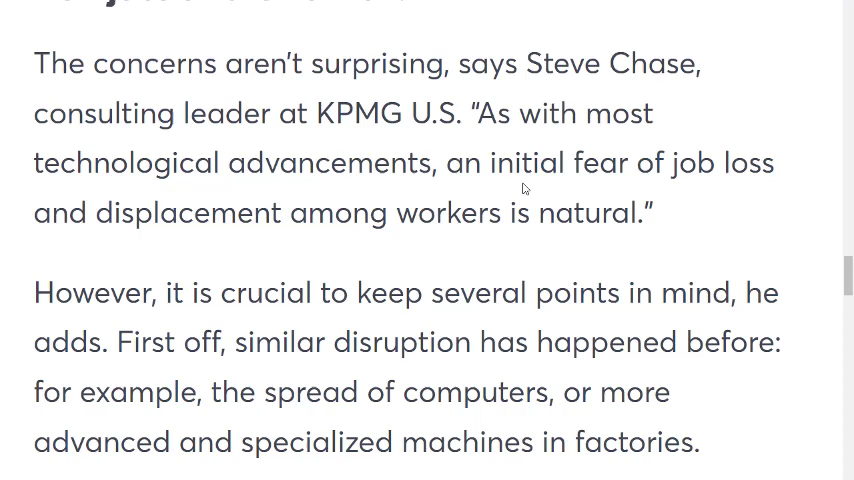 The concerns aren’t surprising, says Steve Chase,
consulting leader at KPMG U.S. “As with most
technological advancements, an initial fear of job loss
and displacement among workers is natural.”
However, it is crucial to keep several points in mind, he
adds. First off, similar disruption has happened before:
for example, the spread of computers, or more
advanced and specialized machines in factories.